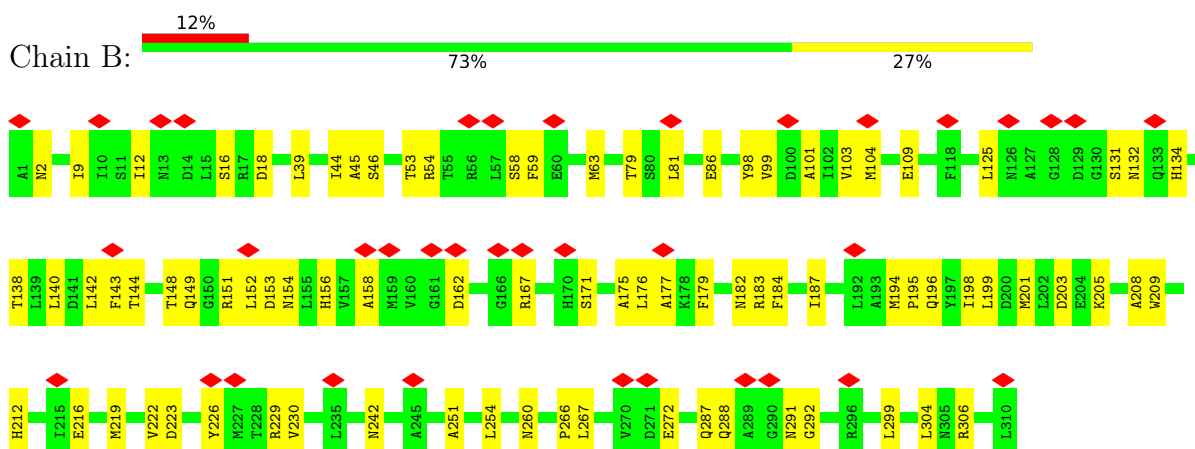 12%
Chain B:
73% 27%
A1 N2 I9 I10 S11 I12 N13 D14 L15 S16 R17 D18 L39 I44 A45 S46 T53 R54 T55 R56 L57 S58 F59 E60 M63 T79 S80 L81 E86 Y98 V99 D100 A101 I102 V103 M104 E109 F118 L125 N126 A127 G128 D129 G130 S131 N132 Q133 H134
T138 L139 L140 D141 L142 F143 T144 T148 Q149 G150 R151 L152 D153 N154 L155 H156 V157 A158 M159 V160 G161 D162 G166 R167 H170 S171 A175 L176 A177 K178 F179 N182 R183 F184 I187 L192 A193 M194 P195 Q196 Y197 I198 L199 D200 M201 L202 D203 E204 K205 A208 W209
H212 I215 E216 M219 V222 D223 Y226 M227 T228 R229 V230 L235 N242 A245 A251 L254 N260 P266 L267 V270 D271 E272 Q287 Q288 A289 G290 N291 G292 R296 L299 L304 N305 R306 L310